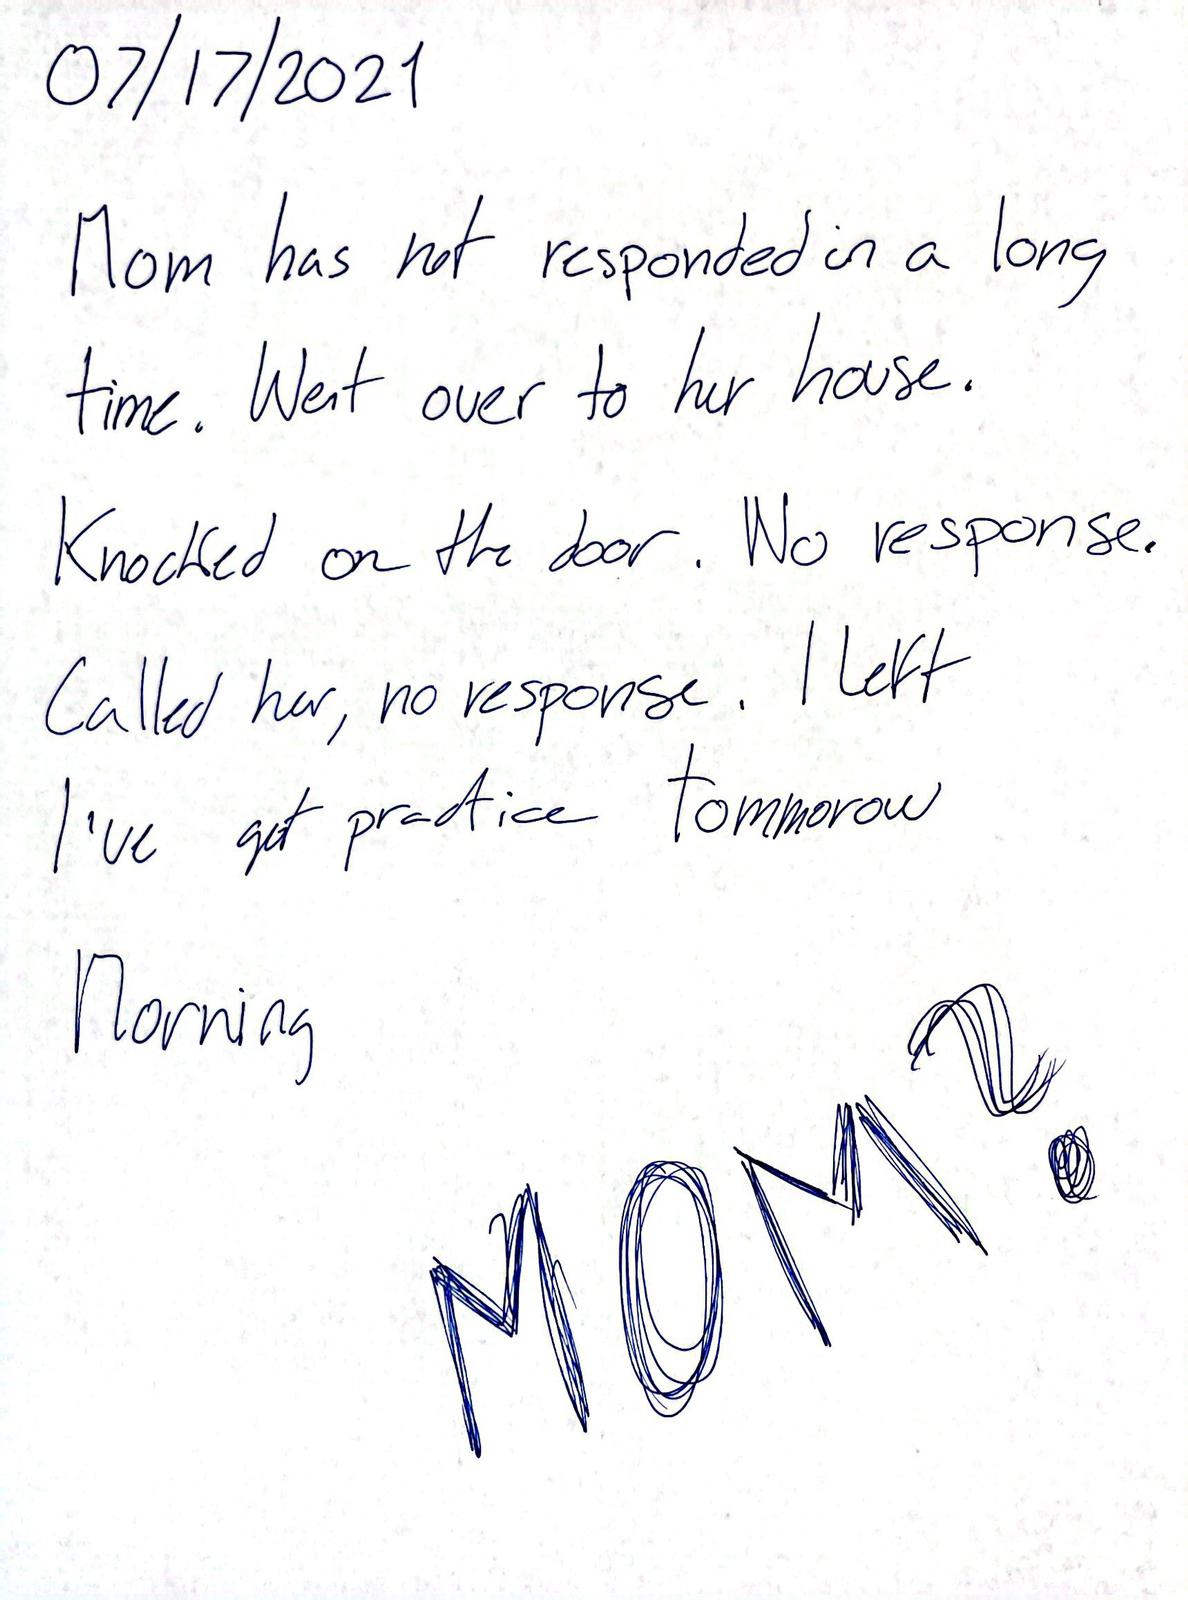 07/17/2021
Mom has not responded in a long
time. Went over to her house.
Knocked on the door. No response.
Called her, no response. I left
I've got practice tommorow
Morning
MOM?